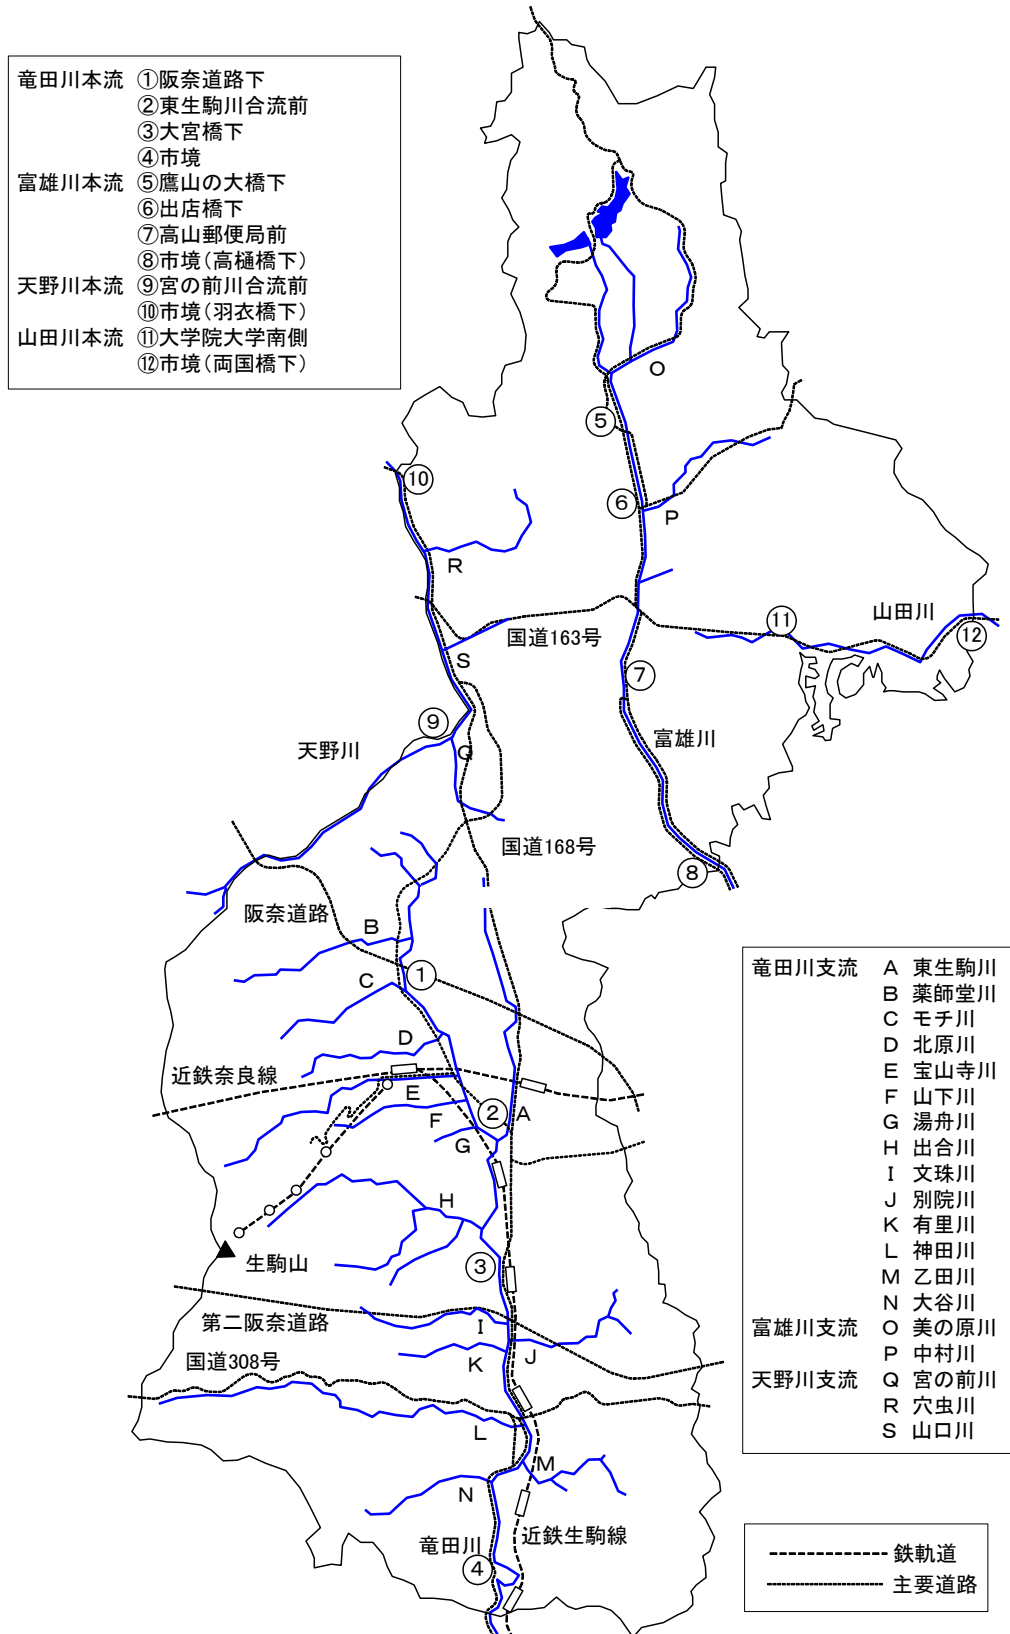 竜田川本流 ①阪奈道路下
②東生駒川合流前
③大宮橋下
④市境
富雄川本流 ⑤鷹山の大橋下
⑥出店橋下
⑦高山郵便局前
⑧市境(高樋橋下)
天野川本流 ⑨宮の前川合流前
⑩市境(羽衣橋下)
山田川本流 ⑪大学院大学南側
⑫市境(両国橋下)
O
⑤
⑩
⑥
P
R
山田川
⑪
⑫
国道163号
S
⑦
⑨
富雄川
天野川
Q
国道168号
⑧
阪奈道路
B
①
C
D
近鉄奈良線
E
②
A
F
G
H
生駒山
③
第二阪奈道路
I
J
国道308号
K
L
M
N
近鉄生駒線
竜田川
④
竜田川支流 A 東生駒川
B 薬師堂川
C モチ川
D 北原川
E 宝山寺川
F 山下川
G 湯舟川
H 出合川
I 文珠川
J 別院川
K 有里川
L 神田川
M 乙田川
N 大谷川
富雄川支流 O 美の原川
P 中村川
天野川支流 Q 宮の前川
R 穴虫川
S 山口川
鉄軌道
主要道路